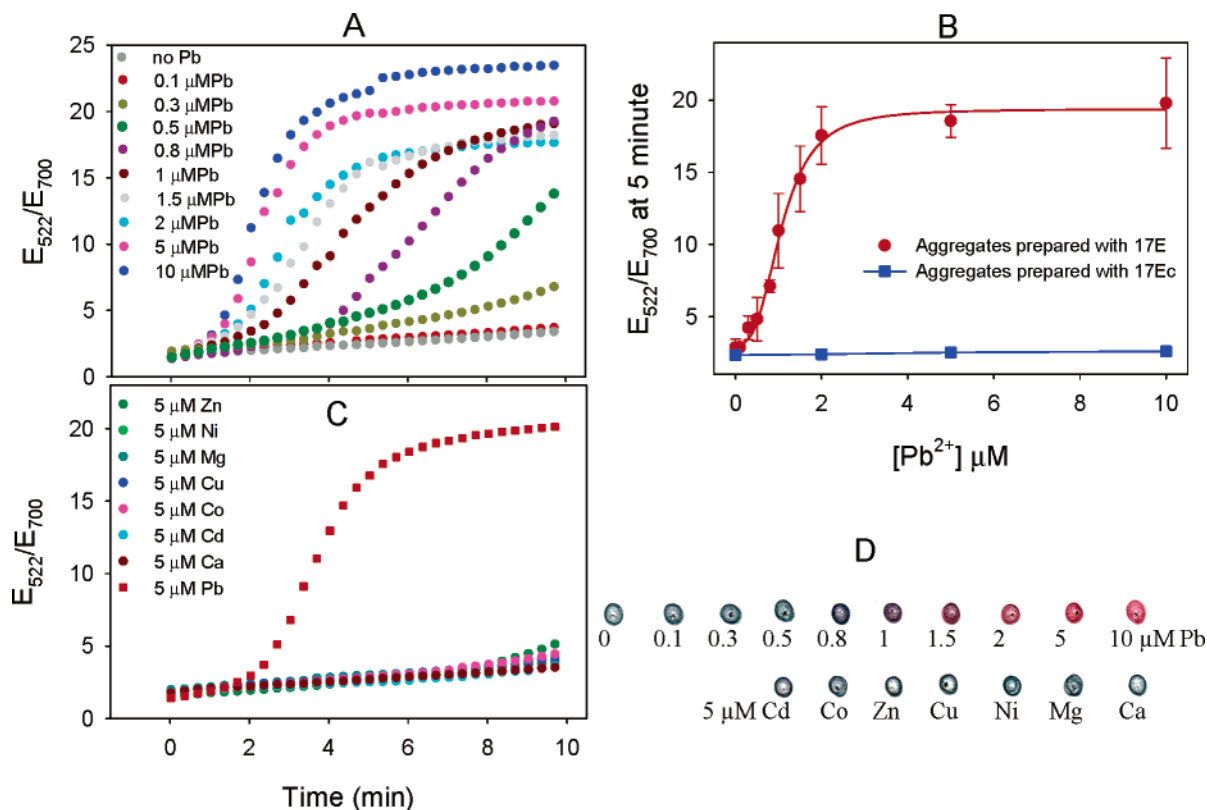 A
E522/E700
25
20
15
10
5
0
no Pb
0.1 μMPb
0.3 μMPb
0.5 μMPb
0.8 μMPb
1 μMPb
1.5 μMPb
2 μMPb
5 μMPb
10 μMPb
B
E522/E700 at 5 minute
20
15
10
5
Aggregates prepared with 17E
Aggregates prepared with 17Ec
0 2 4 6 8 10
[Pb2+] μM
C
E522/E700
20
15
10
5
0
5 μM Zn
5 μM Ni
5 μM Mg
5 μM Cu
5 μM Co
5 μM Cd
5 μM Ca
5 μM Pb
0 2 4 6 8 10
Time (min)
D
0 0.1 0.3 0.5 0.8 1 1.5 2 5 10 μM Pb
5 μM Cd Co Zn Cu Ni Mg Ca